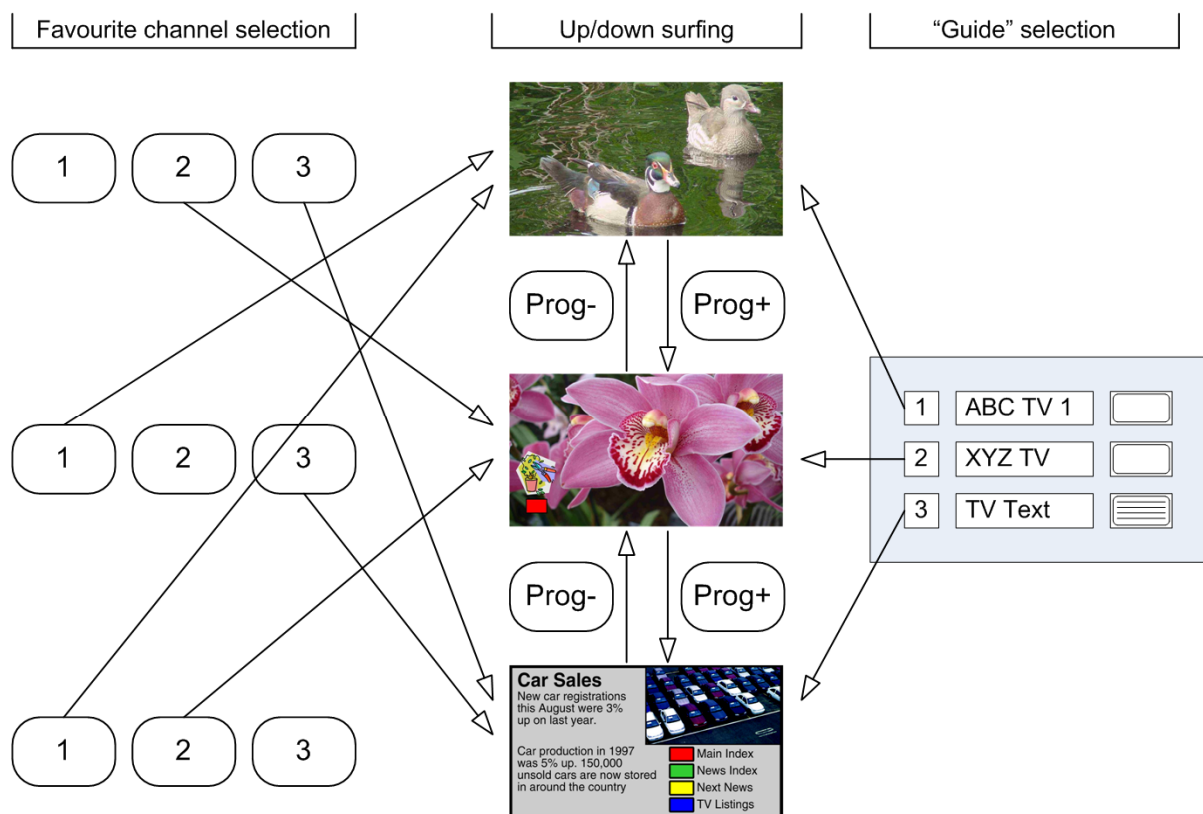 Favourite channel selection
Up/down surfing
“Guide” selection
1 2 3
Prog- Prog+
1 ABC TV 1
1 2 3
2 XYZ TV
3 TV Text
Prog- Prog+
Car Sales
New car registrations
this August were 3%
up on last year.
1 2 3
Car production in 1997
was 5% up. 150,000
unsold cars are now stored
in around the country
Main Index
News Index
Next News
TV Listings